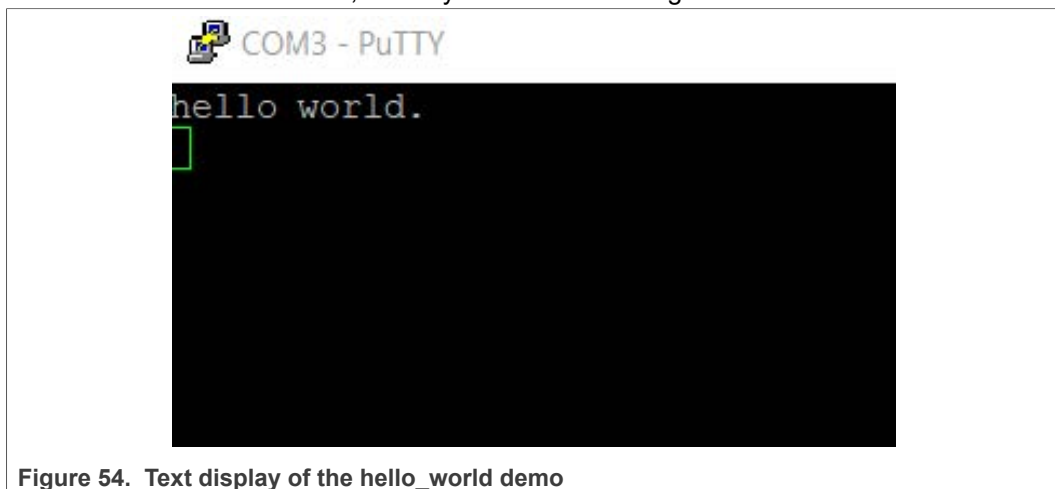 COM3 - PuTTY
hello world.
Figure 54. Text display of the hello_world demo